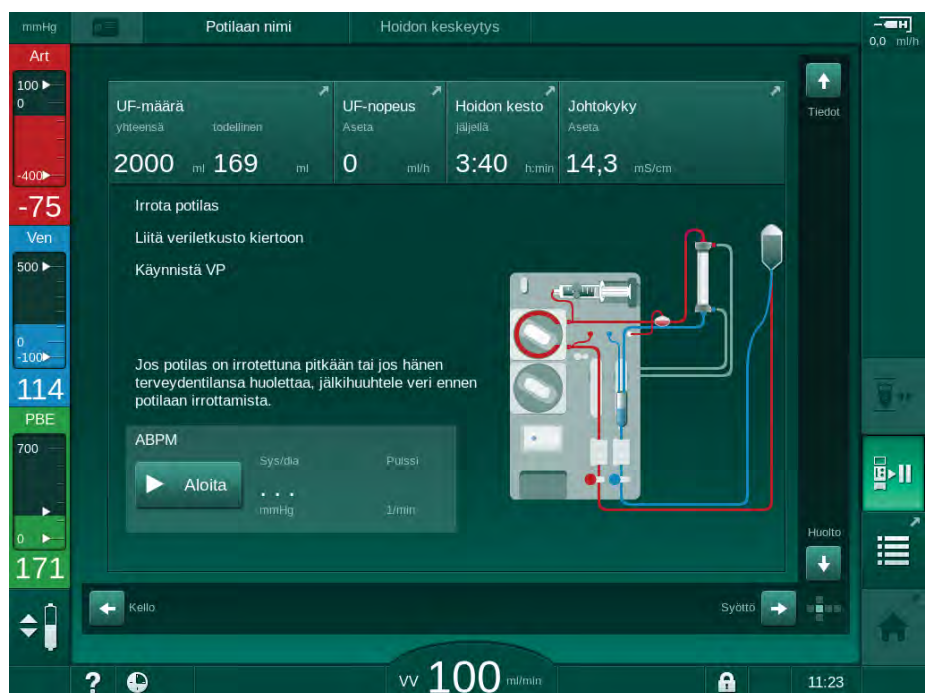 mmHg
Potilaan nimi
Hoidon keskeytys
0,0 ml/h
Art
100
0
-400
-75
Ven
500
0
-100
114
PBE
700
0
171
UF-määrä
yhteensä todellinen
2000 ml 169 ml
UF-nopeus
Aseta
0 ml/h
Hoidon kesto
jäljellä
3:40 h:min
Johtokyky
Aseta
14,3 mS/cm
Tiedot
Irrota potilas
Liitä veriletkusto kiertoon
Käynnistä VP
Jos potilas on irrotettuna pitkään tai jos hänen
terveydentilansa huolettaa, jälkihuuhtele veri ennen
potilaan irrottamista.
ABPM
Aloita
Sys/dia Pulssi
. . .
mmHg 1/min
Huolto
Kello
Syöttö
? VV 100 ml/min 11:23